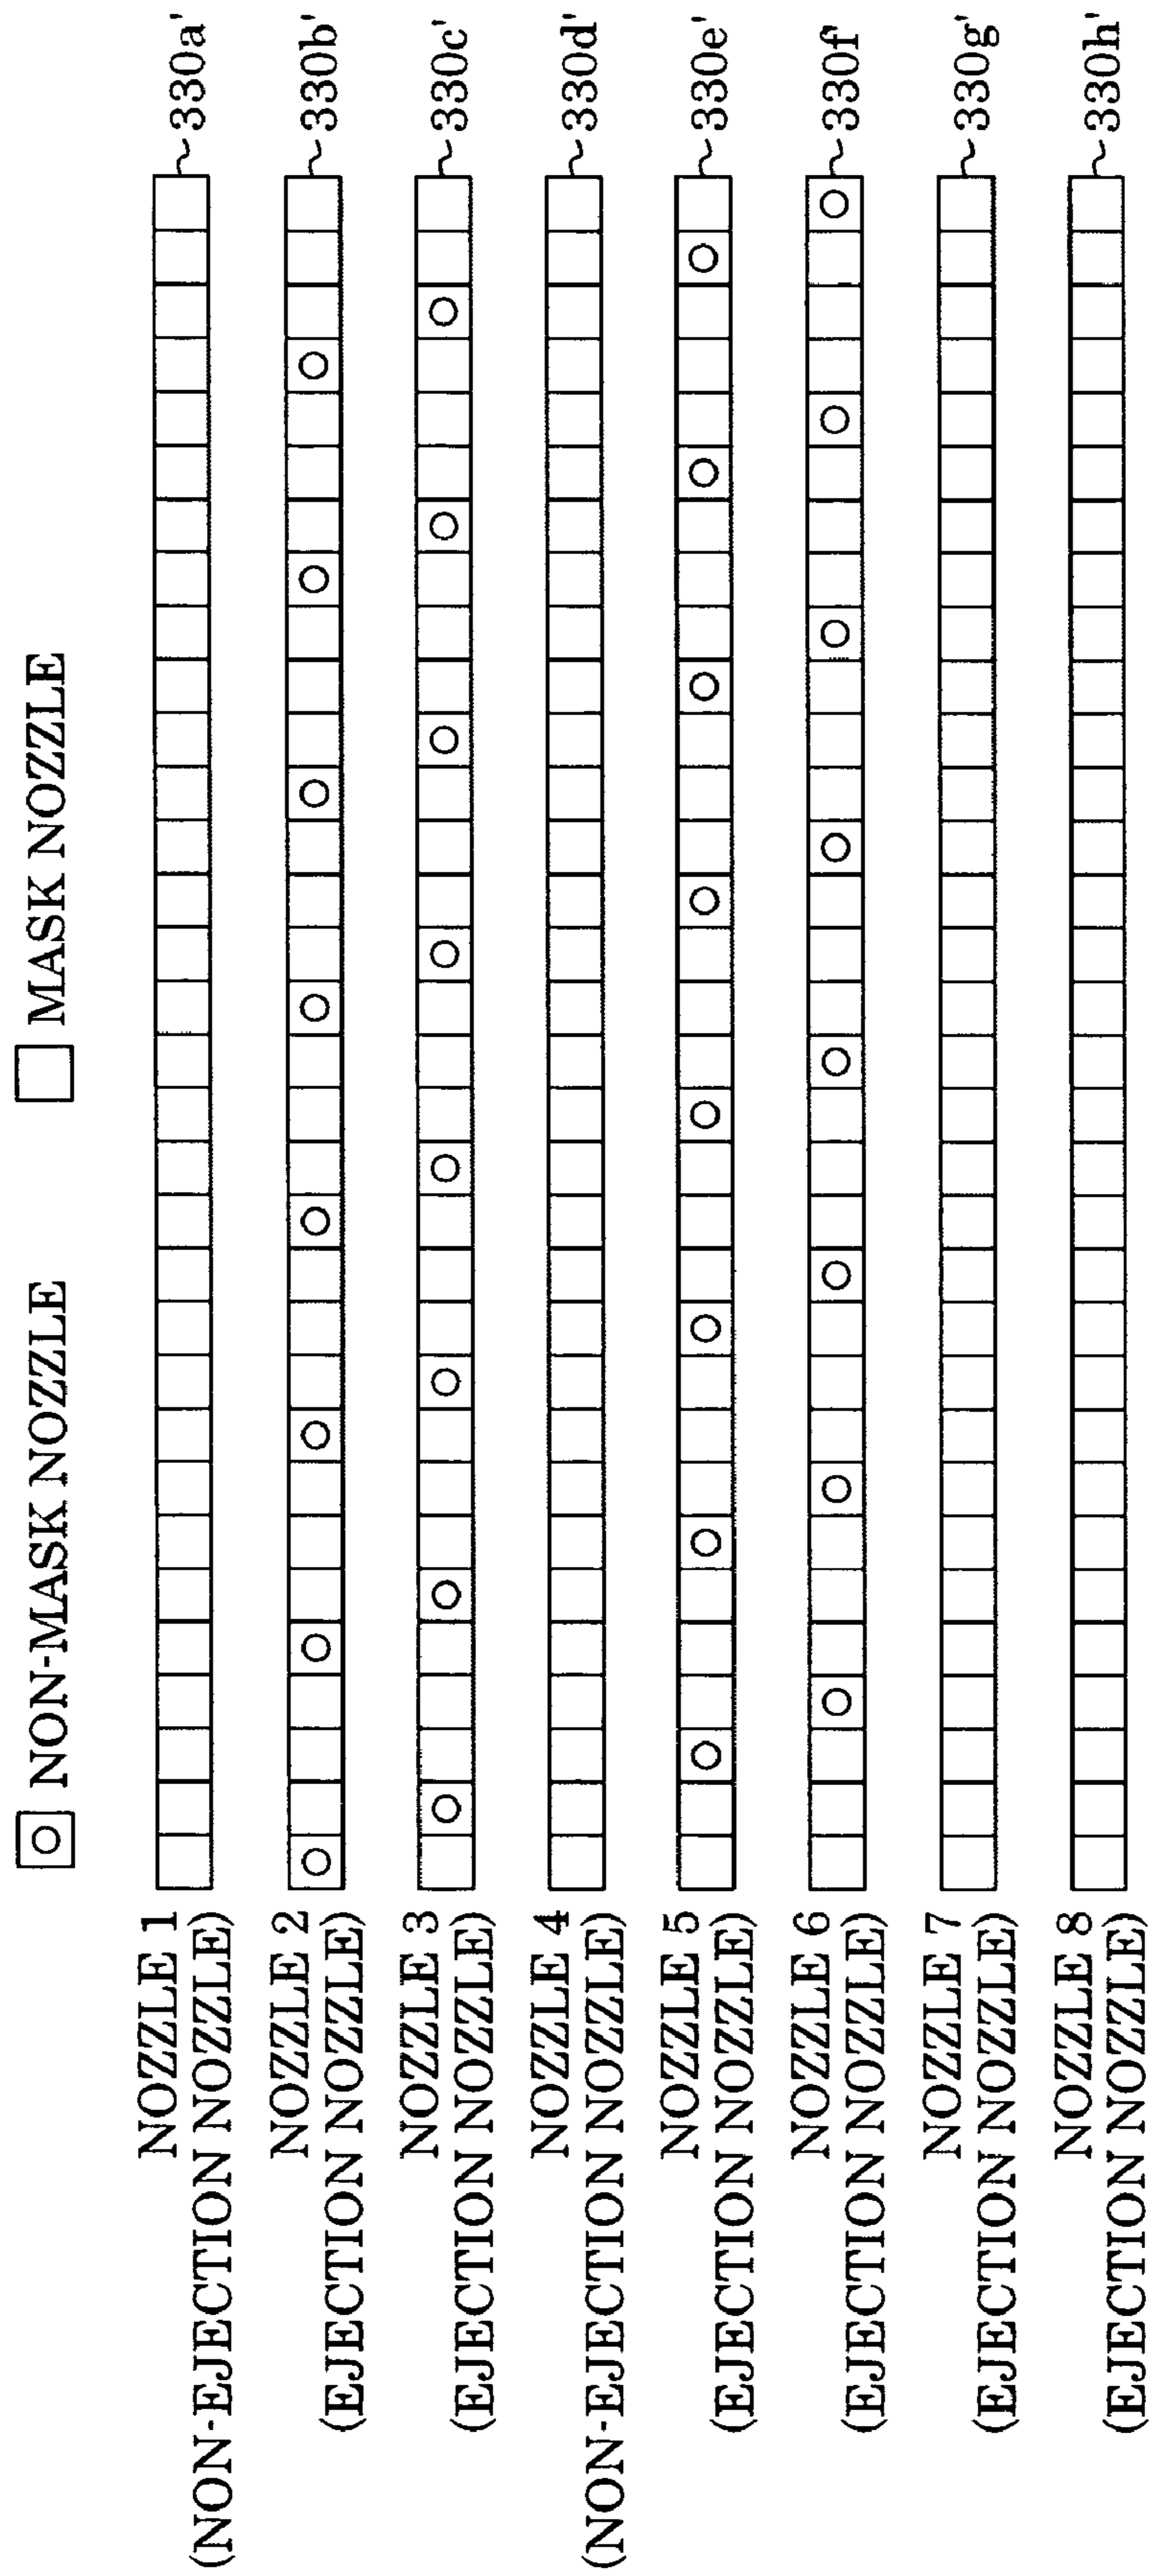 NON-MASK NOZZLE
MASK NOZZLE
NOZZLE 1
(NON-EJECTION NOZZLE)
330a'
NOZZLE 2
(EJECTION NOZZLE)
330b'
NOZZLE 3
(EJECTION NOZZLE)
330c'
NOZZLE 4
(NON-EJECTION NOZZLE)
330d'
NOZZLE 5
(EJECTION NOZZLE)
330e'
NOZZLE 6
(EJECTION NOZZLE)
330f'
NOZZLE 7
(EJECTION NOZZLE)
330g'
NOZZLE 8
(EJECTION NOZZLE)
330h'